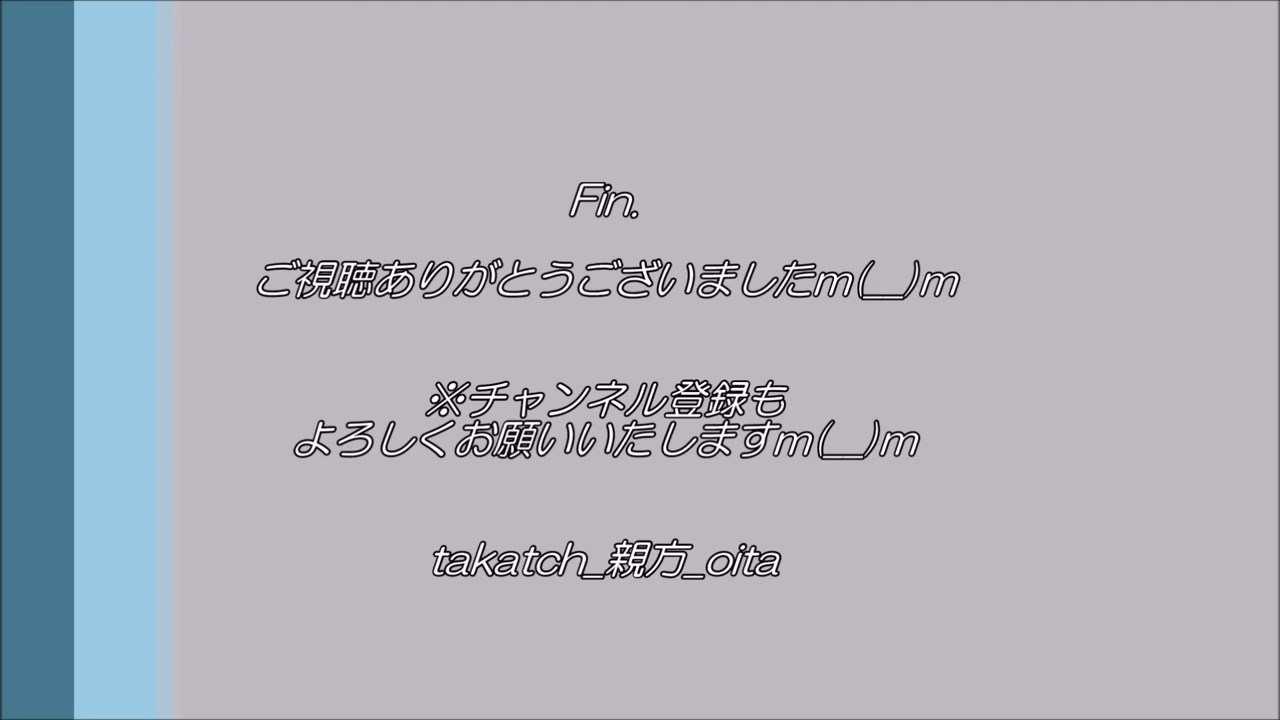 Fin.
ご視聴ありがとうございましたm(__)m
※チャンネル登録も
よろしくお願いいたしますm(__)m
takatch_親方_oita